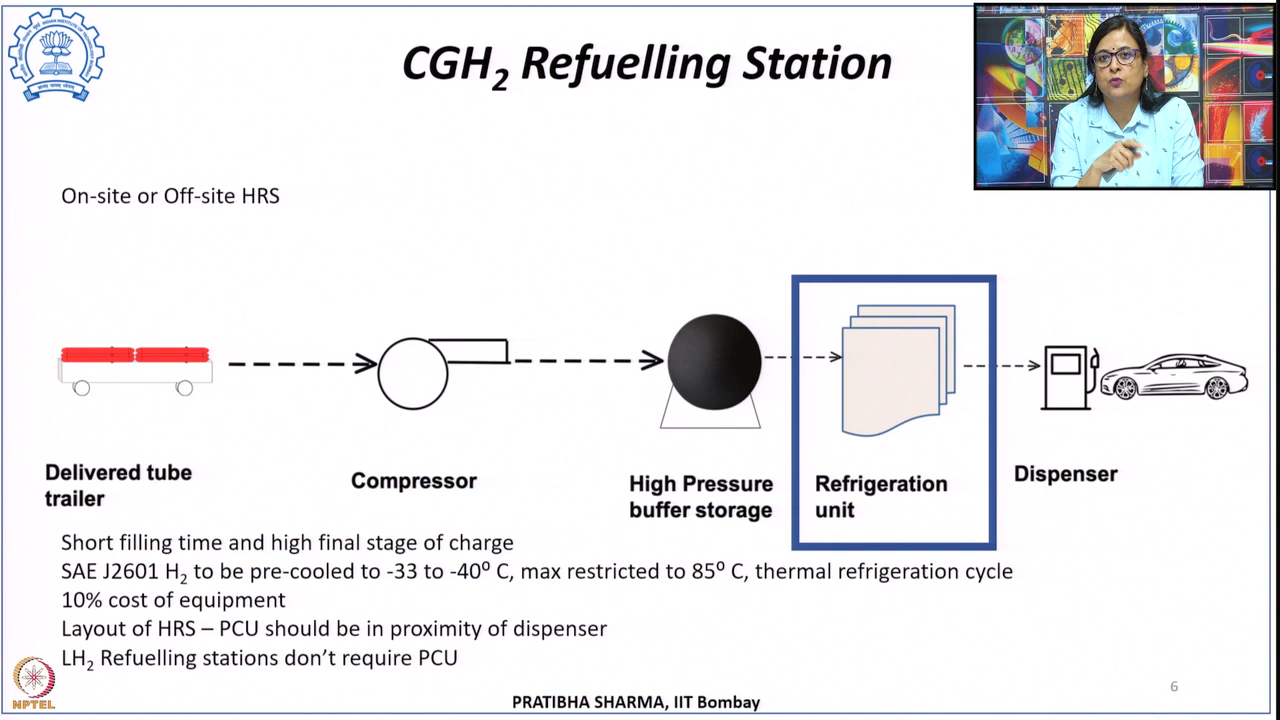 CGH₂ Refuelling Station
On-site or Off-site HRS
Delivered tube
trailer
Compressor
High Pressure
buffer storage
Refrigeration
unit
Dispenser
Short filling time and high final stage of charge
SAE J2601 H₂ to be pre-cooled to -33 to -40⁰ C, max restricted to 85⁰ C, thermal refrigeration cycle
10% cost of equipment
Layout of HRS – PCU should be in proximity of dispenser
LH₂ Refuelling stations don’t require PCU
NPTEL
PRATIBHA SHARMA, IIT Bombay
6